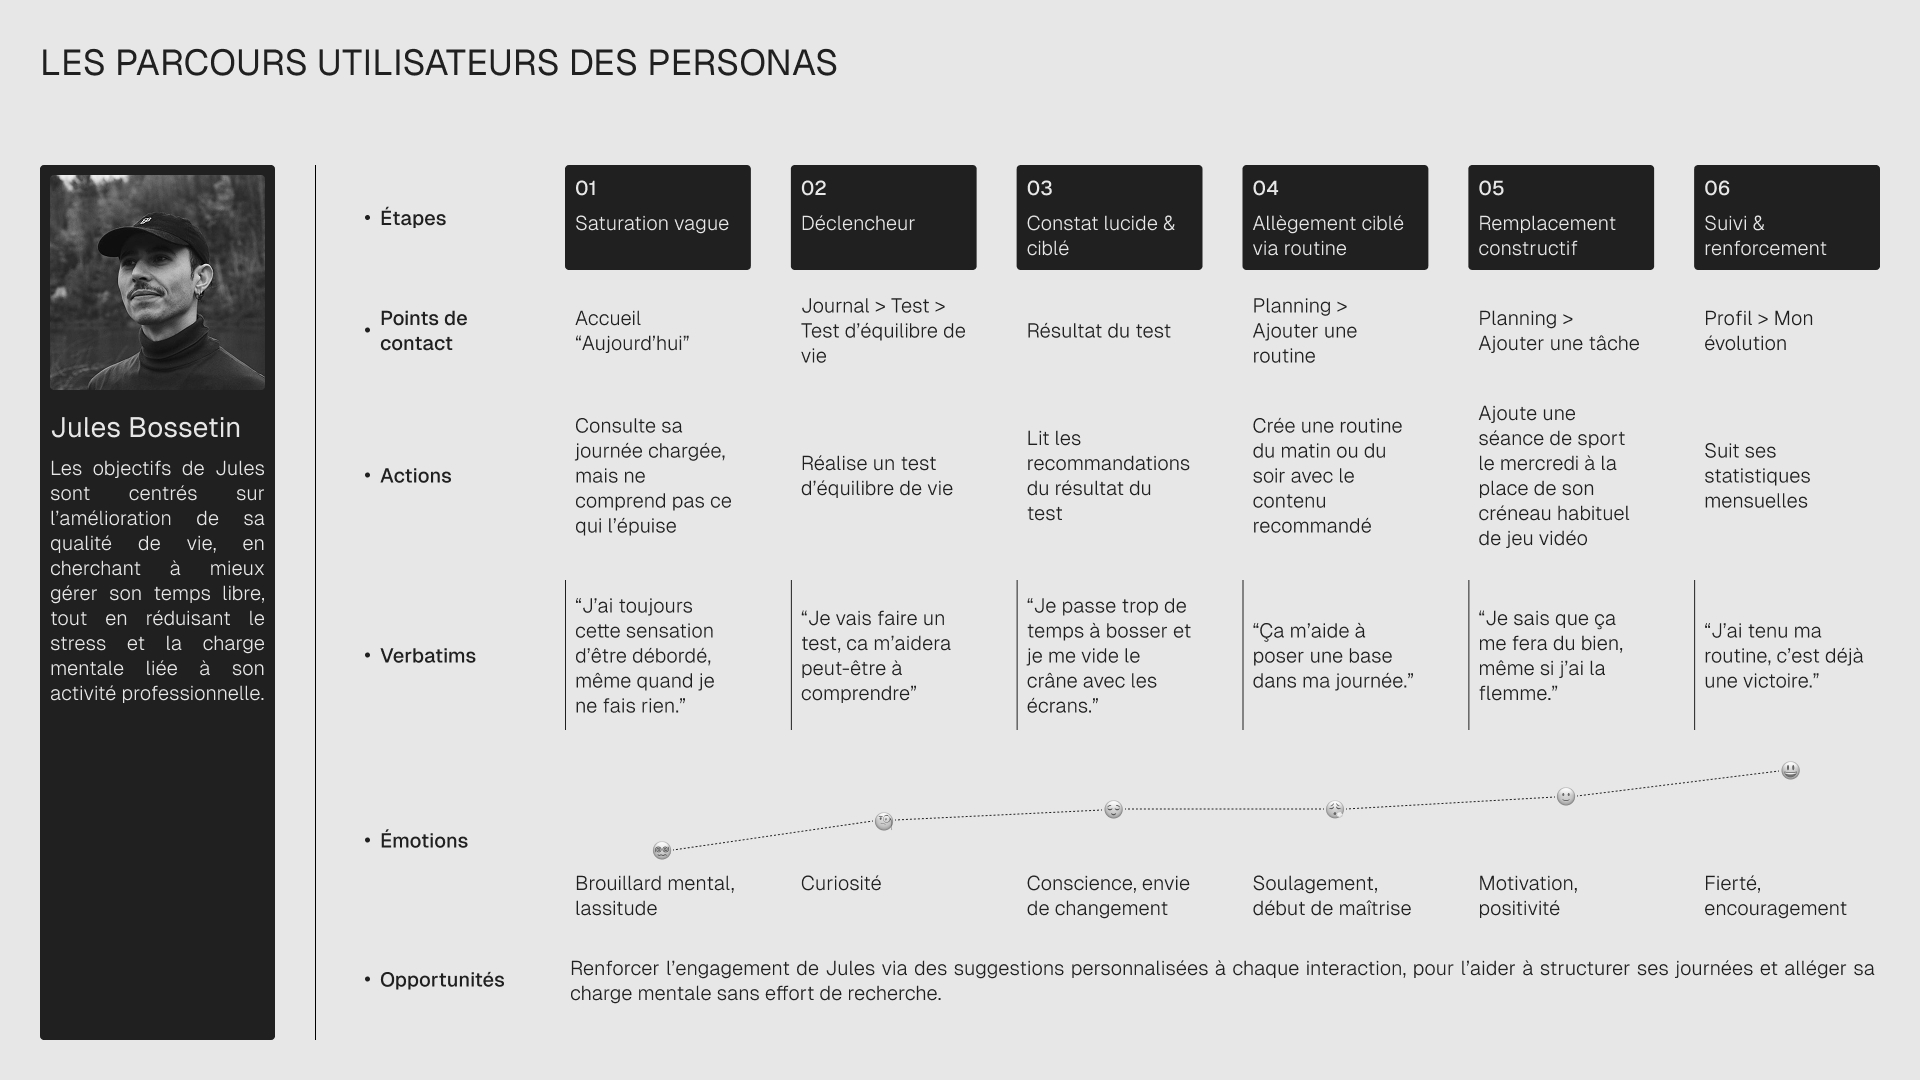 LES PARCOURS UTILISATEURS DES PERSONAS
Jules Bossetin
Les objectifs de Jules
sont centrés sur
l’amélioration de sa
qualité de vie, en
cherchant à mieux
gérer son temps libre,
tout en réduisant le
stress et la charge
mentale liée à son
activité professionnelle.
• Étapes
01
Saturation vague
02
Déclencheur
03
Constat lucide &
ciblé
04
Allègement ciblé
via routine
05
Remplacement
constructif
06
Suivi &
renforcement
• Points de
contact
Accueil
“Aujourd’hui”
Journal > Test >
Test d’équilibre de
vie
Résultat du test
Planning >
Ajouter une
routine
Planning >
Ajouter une tâche
Profil > Mon
évolution
• Actions
Consulte sa
journée chargée,
mais ne
comprend pas ce
qui l’épuise
Réalise un test
d’équilibre de vie
Lit les
recommandations
du résultat du
test
Crée une routine
du matin ou du
soir avec le
contenu
recommandé
Ajoute une
séance de sport
le mercredi à la
place de son
créneau habituel
de jeu vidéo
Suit ses
statistiques
mensuelles
• Verbatims
“J’ai toujours
cette sensation
d’être débordé,
même quand je
ne fais rien.”
“Je vais faire un
test, ca m’aidera
peut-être à
comprendre”
“Je passe trop de
temps à bosser et
je me vide le
crâne avec les
écrans.”
“Ça m’aide à
poser une base
dans ma journée.”
“Je sais que ça
me fera du bien,
même si j’ai la
flemme.”
“J’ai tenu ma
routine, c’est déjà
une victoire.”
• Émotions
Brouillard mental,
lassitude
Curiosité
Conscience, envie
de changement
Soulagement,
début de maîtrise
Motivation,
positivité
Fierté,
encouragement
• Opportunités
Renforcer l’engagement de Jules via des suggestions personnalisées à chaque interaction, pour l’aider à structurer ses journées et alléger sa
charge mentale sans effort de recherche.